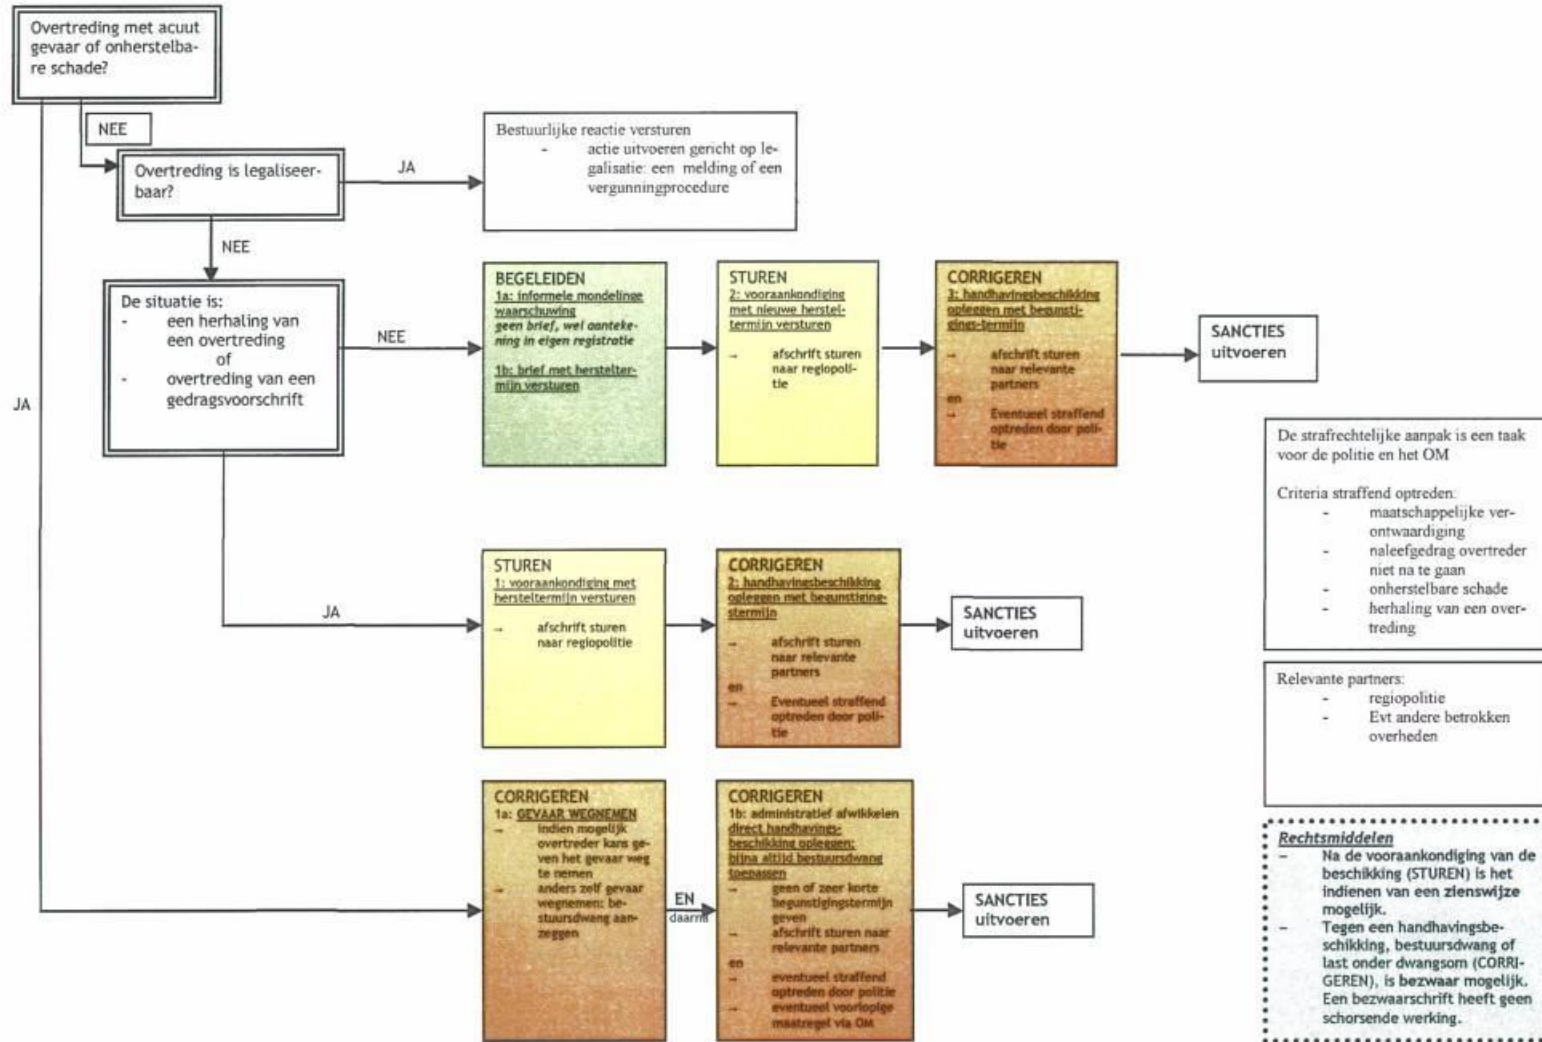 Overtreding met acuut
gevaar of onherstelba-
re schade?
NEE
Overtreding is legaliseer-
baar?
JA
Bestuurlijke reactie versturen
- actie uitvoeren gericht op le-
galisatie: een melding of een
vergunningprocedure
NEE
De situatie is:
- een herhaling van
een overtreding
of
- overtreding van een
gedragsvoorschrift
NEE
BEGELEIDEN
1a: informele mondelinge
waarschuwing
geen brief, wel aanteke-
ning in eigen registratie
1b: brief met hersteltermi-
jn versturen
STUREN
2: vooraankondiging
met nieuwe herstel-
termijn versturen
→ afschrift sturen
naar regiopoli-
tie
CORRIGEREN
3: handhavingsbeschikking
opleggen met begunsti-
gings-termijn
→ afschrift sturen
naar relevante
partners
en
→ Eventueel straffend
optreden door poli-
tie
SANCTIES
uitvoeren
JA
JA
STUREN
1: vooraankondiging met
hersteltermijn versturen
→ afschrift sturen
naar regiopolitie
CORRIGEREN
2: handhavingsbeschikking
opleggen met begunstiging-
stermijn
→ afschrift sturen
naar relevante
partners
en
→ Eventueel straffend
optreden door poli-
tie
SANCTIES
uitvoeren
CORRIGEREN
1a: GEVAAR WEGNEMEN
→ indien mogelijk
overtreder kans ge-
ven het gevaar weg
te nemen
→ anders zelf gevaar
wegnemen: be-
stuursdwang aan-
zeggen
EN
daarna
CORRIGEREN
1b: administratief afwikkelen
direct handhavings-
beschikking opleggen:
bijna altijd bestuursdwang
toepassen
→ geen of zeer korte
begunstigingstermijn
geven
→ afschrift sturen naar
relevante partners
en
→ eventueel straffend
optreden door politie
→ eventueel voorlopige
maatregel via OM
SANCTIES
uitvoeren
De strafrechtelijke aanpak is een taak
voor de politie en het OM
Criteria straffend optreden:
- maatschappelijke ver-
ontwaardiging
- naleefgedrag overtreder
niet na te gaan
- onherstelbare schade
- herhaling van een over-
treding
Relevante partners:
- regiopolitie
- Evt andere betrokken
overheden
Rechtsmiddelen
– Na de vooraankondiging van de
beschikking (STUREN) is het
indienen van een zienswijze
mogelijk.
– Tegen een handhavingsbe-
schikking, bestuursdwang of
last onder dwangsom (CORRI-
GEREN), is bezwaar mogelijk.
Een bezwaarschrift heeft geen
schorsende werking.